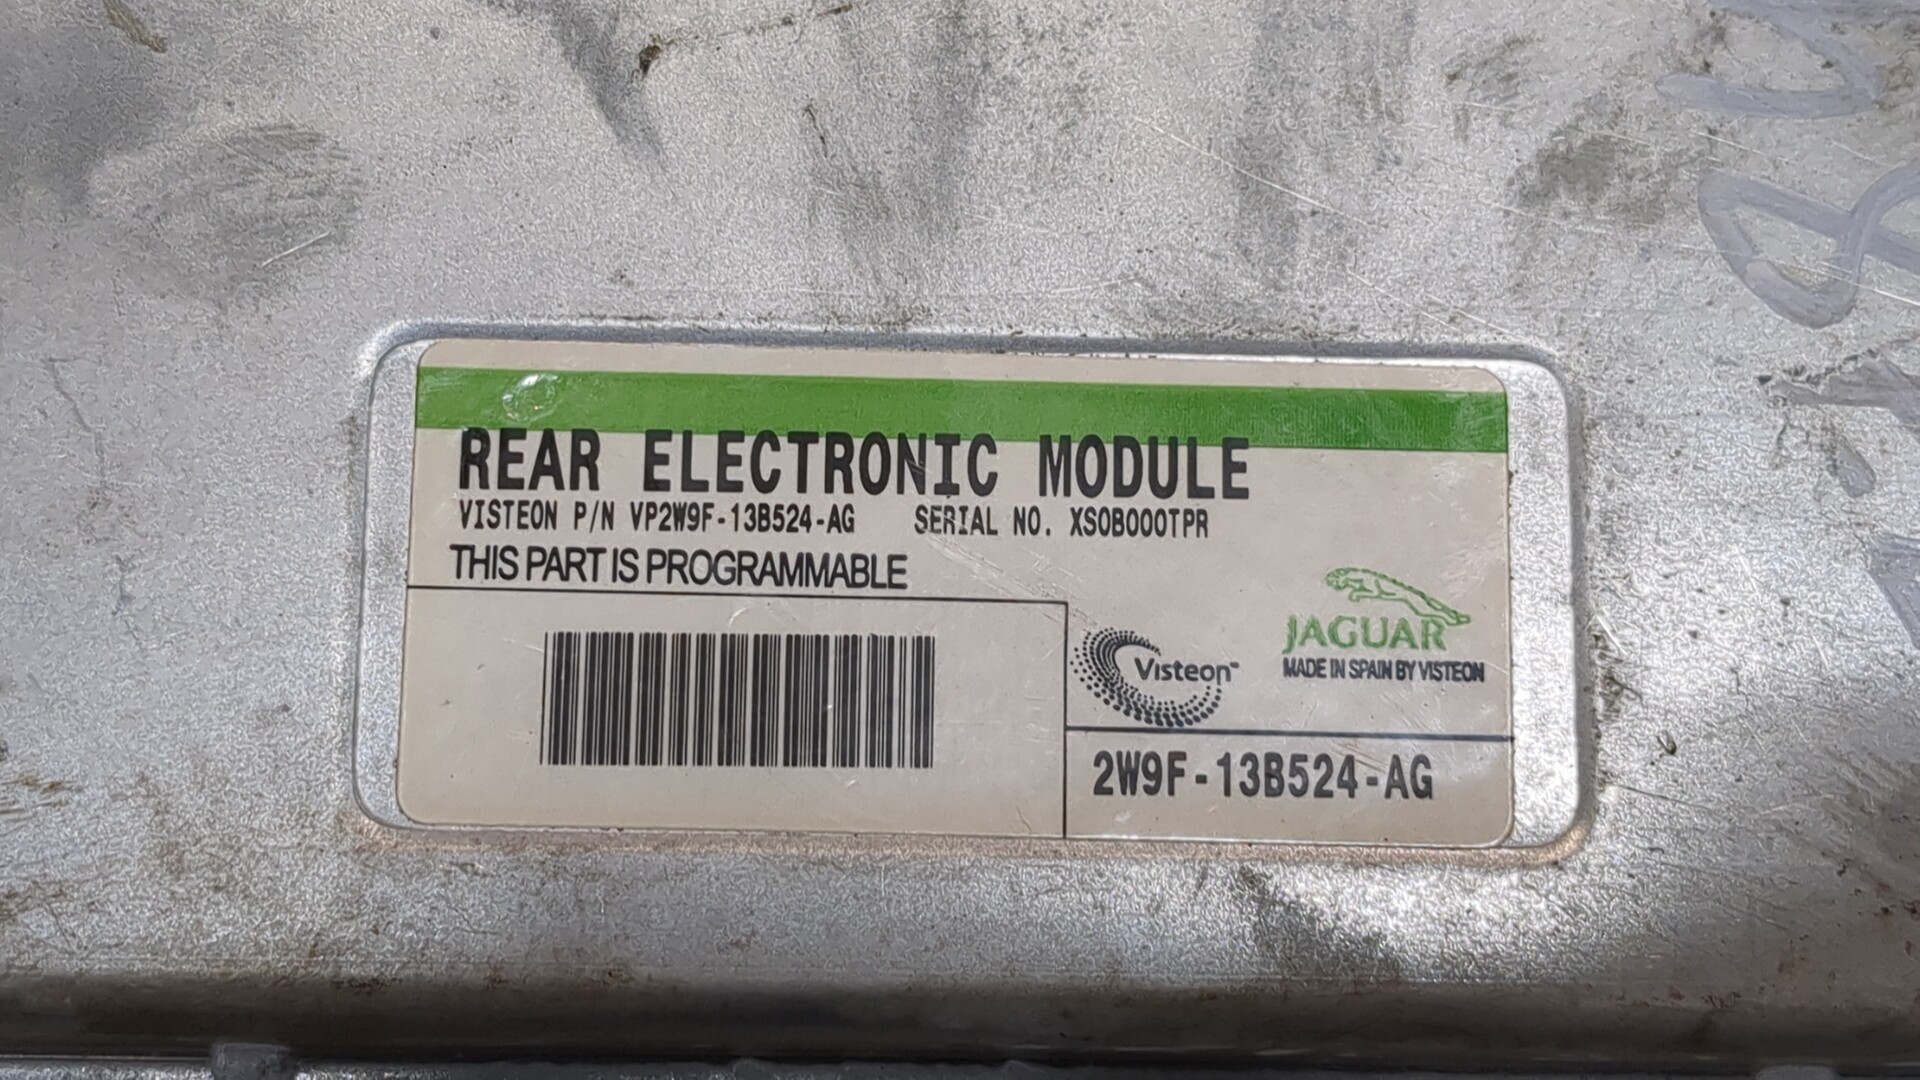 REAR ELECTRONIC MODULE
VISTEON P/N VP2W9F-13B524-AG SERIAL NO. XS0B000TPR
THIS PART IS PROGRAMMABLE
Visteon
JAGUAR
MADE IN SPAIN BY VISTEON
2W9F-13B524-AG